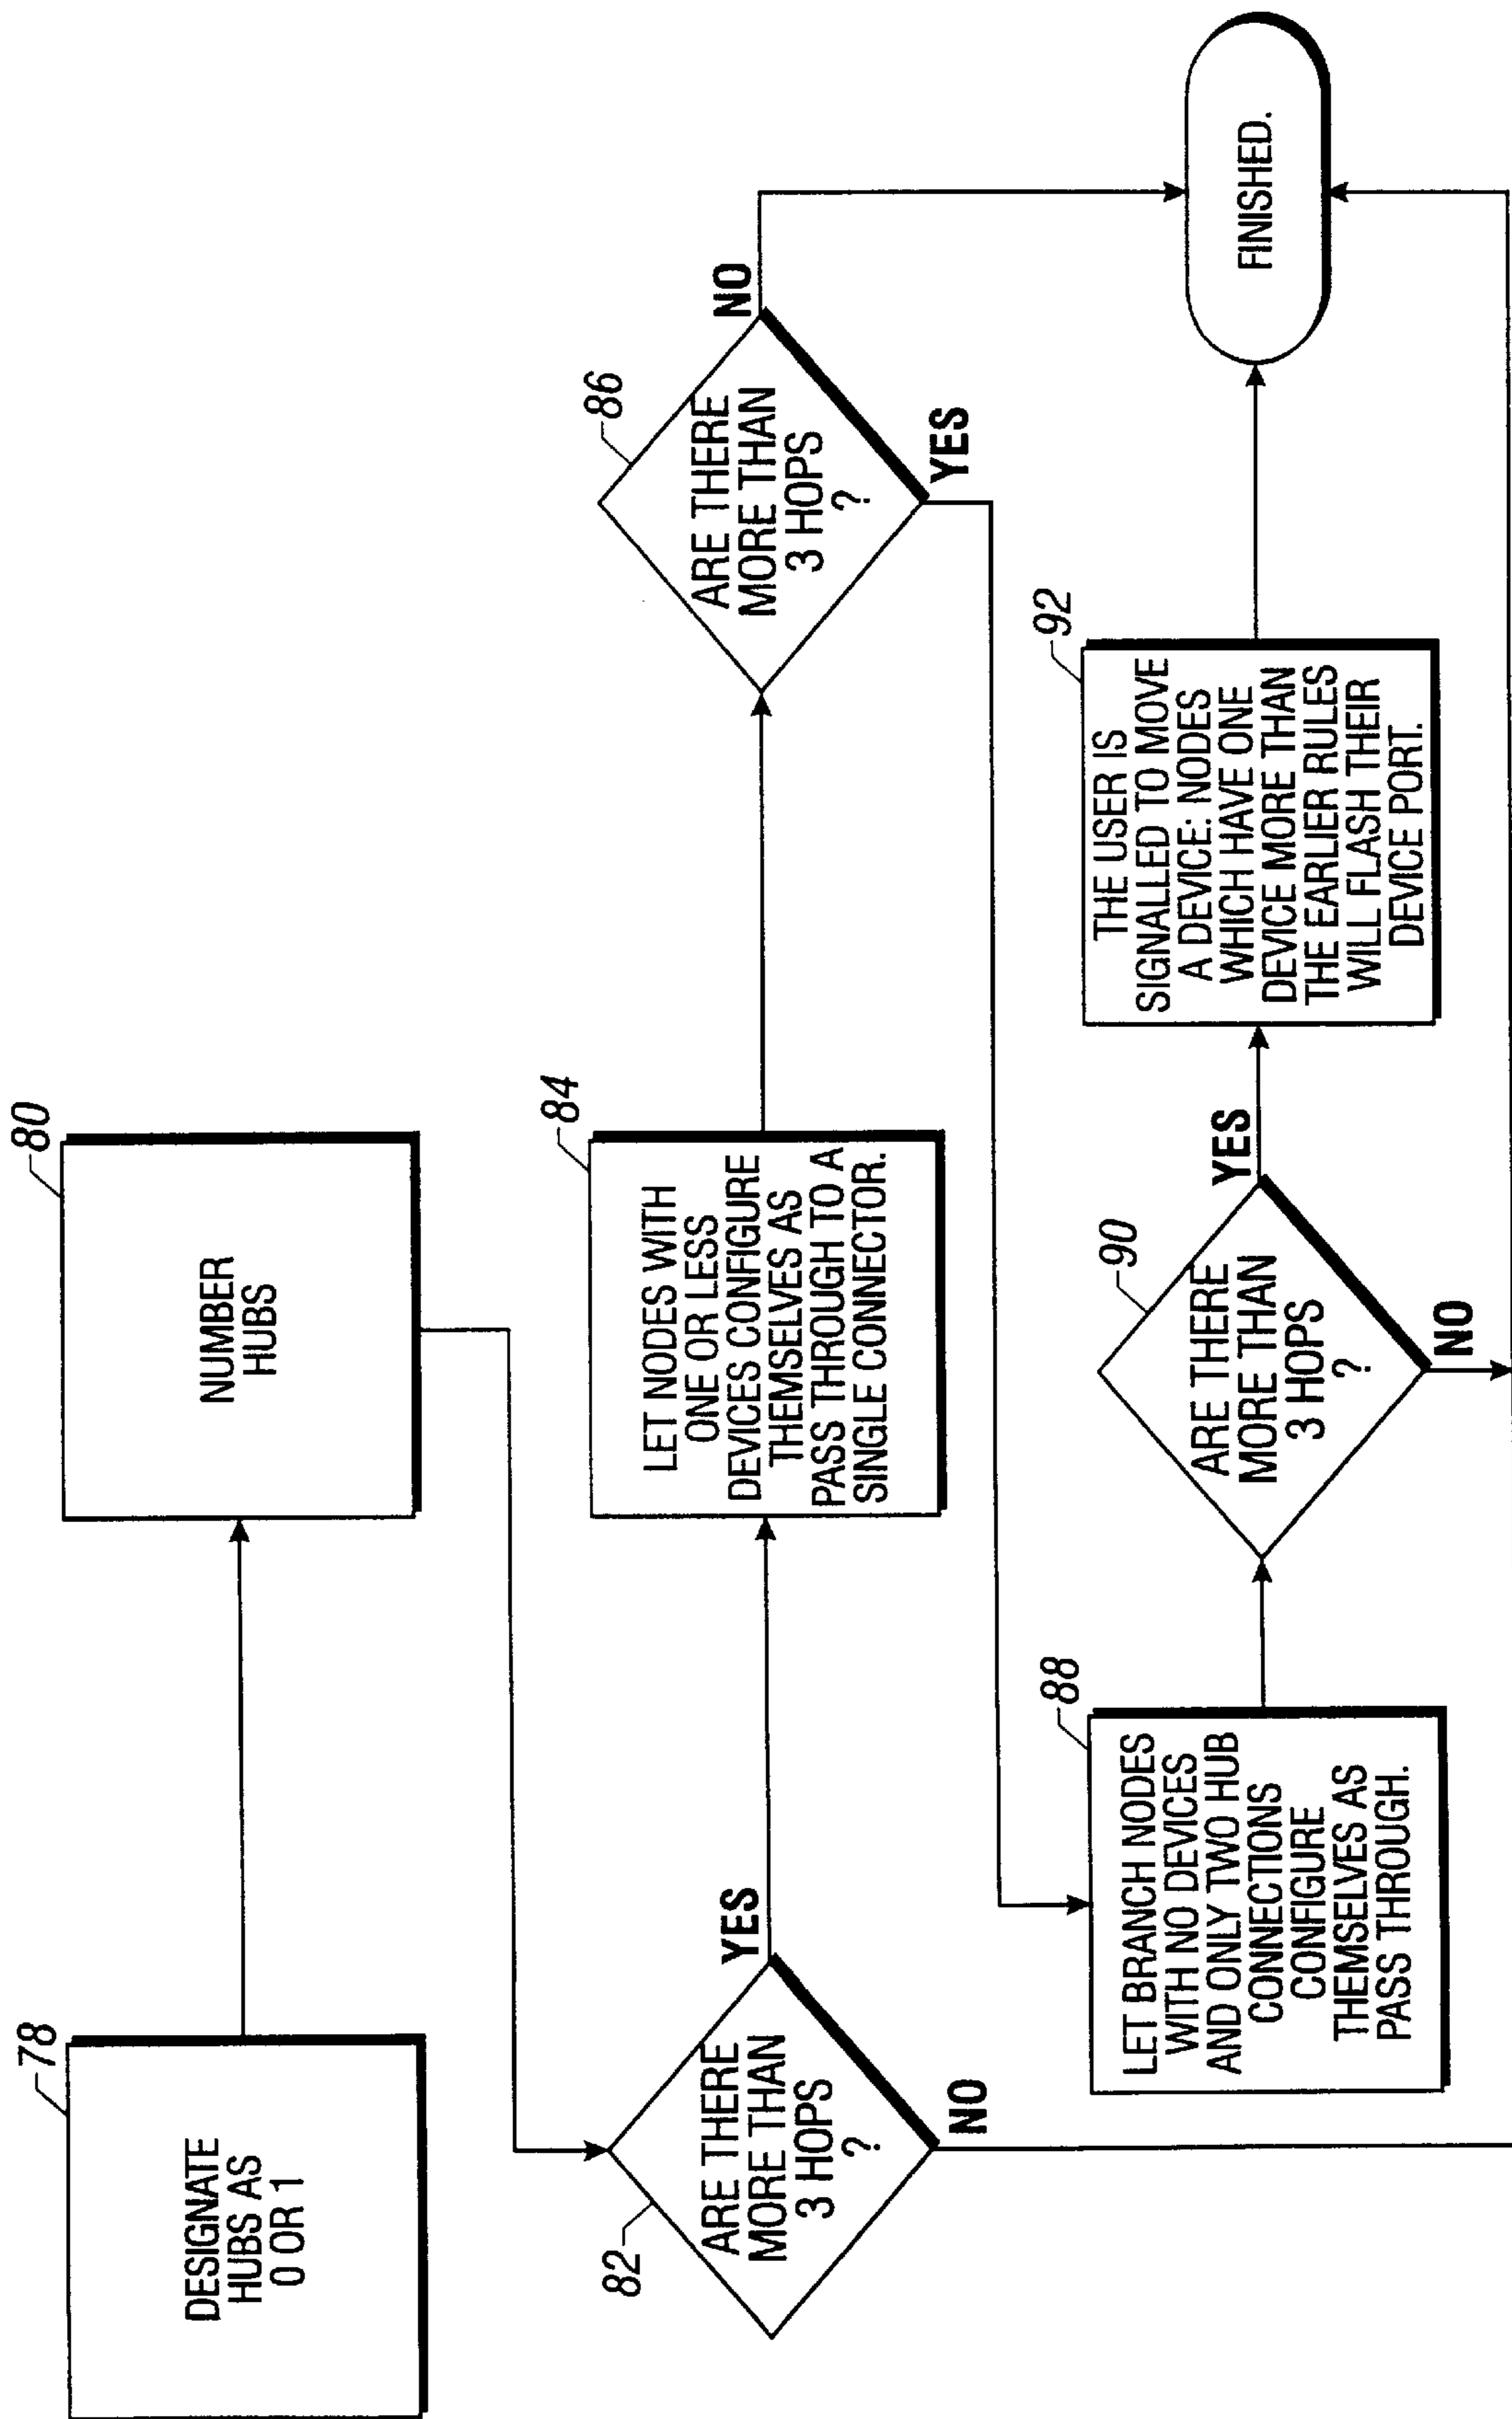 78
DESIGNATE
HUBS AS
0 OR 1
80
NUMBER
HUBS
82
ARE THERE
MORE THAN
3 HOPS
?
YES
NO
84
LET NODES WITH
ONE OR LESS
DEVICES CONFIGURE
THEMSELVES AS
PASS THROUGH TO A
SINGLE CONNECTOR.
86
ARE THERE
MORE THAN
3 HOPS
?
NO
YES
88
LET BRANCH NODES
WITH NO DEVICES
AND ONLY TWO HUB
CONNECTIONS
CONFIGURE
THEMSELVES AS
PASS THROUGH.
90
ARE THERE
MORE THAN
3 HOPS
?
YES
NO
92
THE USER IS
SIGNALLED TO MOVE
A DEVICE: NODES
WHICH HAVE ONE
DEVICE MORE THAN
THE EARLIER RULES
WILL FLASH THEIR
DEVICE PORT.
FINISHED.